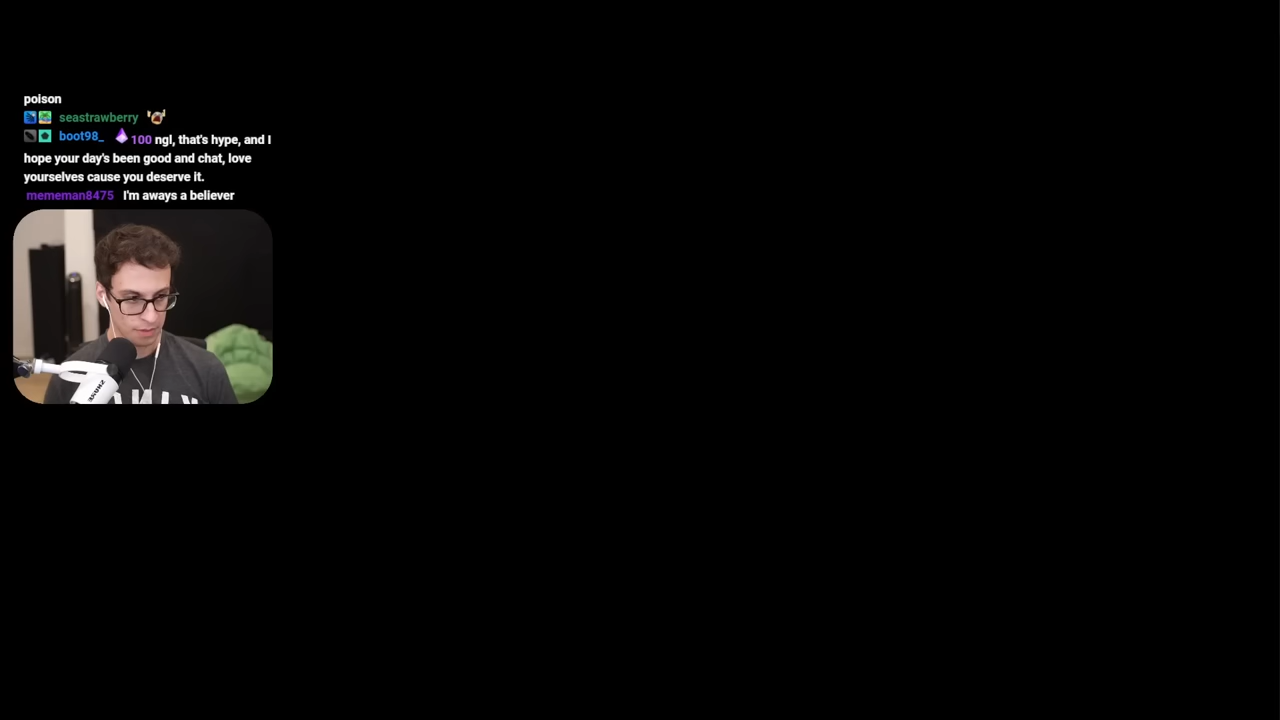 poison
seastrawberry
boot98_ 100 ngl, that's hype, and I
hope your day's been good and chat, love
yourselves cause you deserve it.
mememan8475 I'm aways a believer